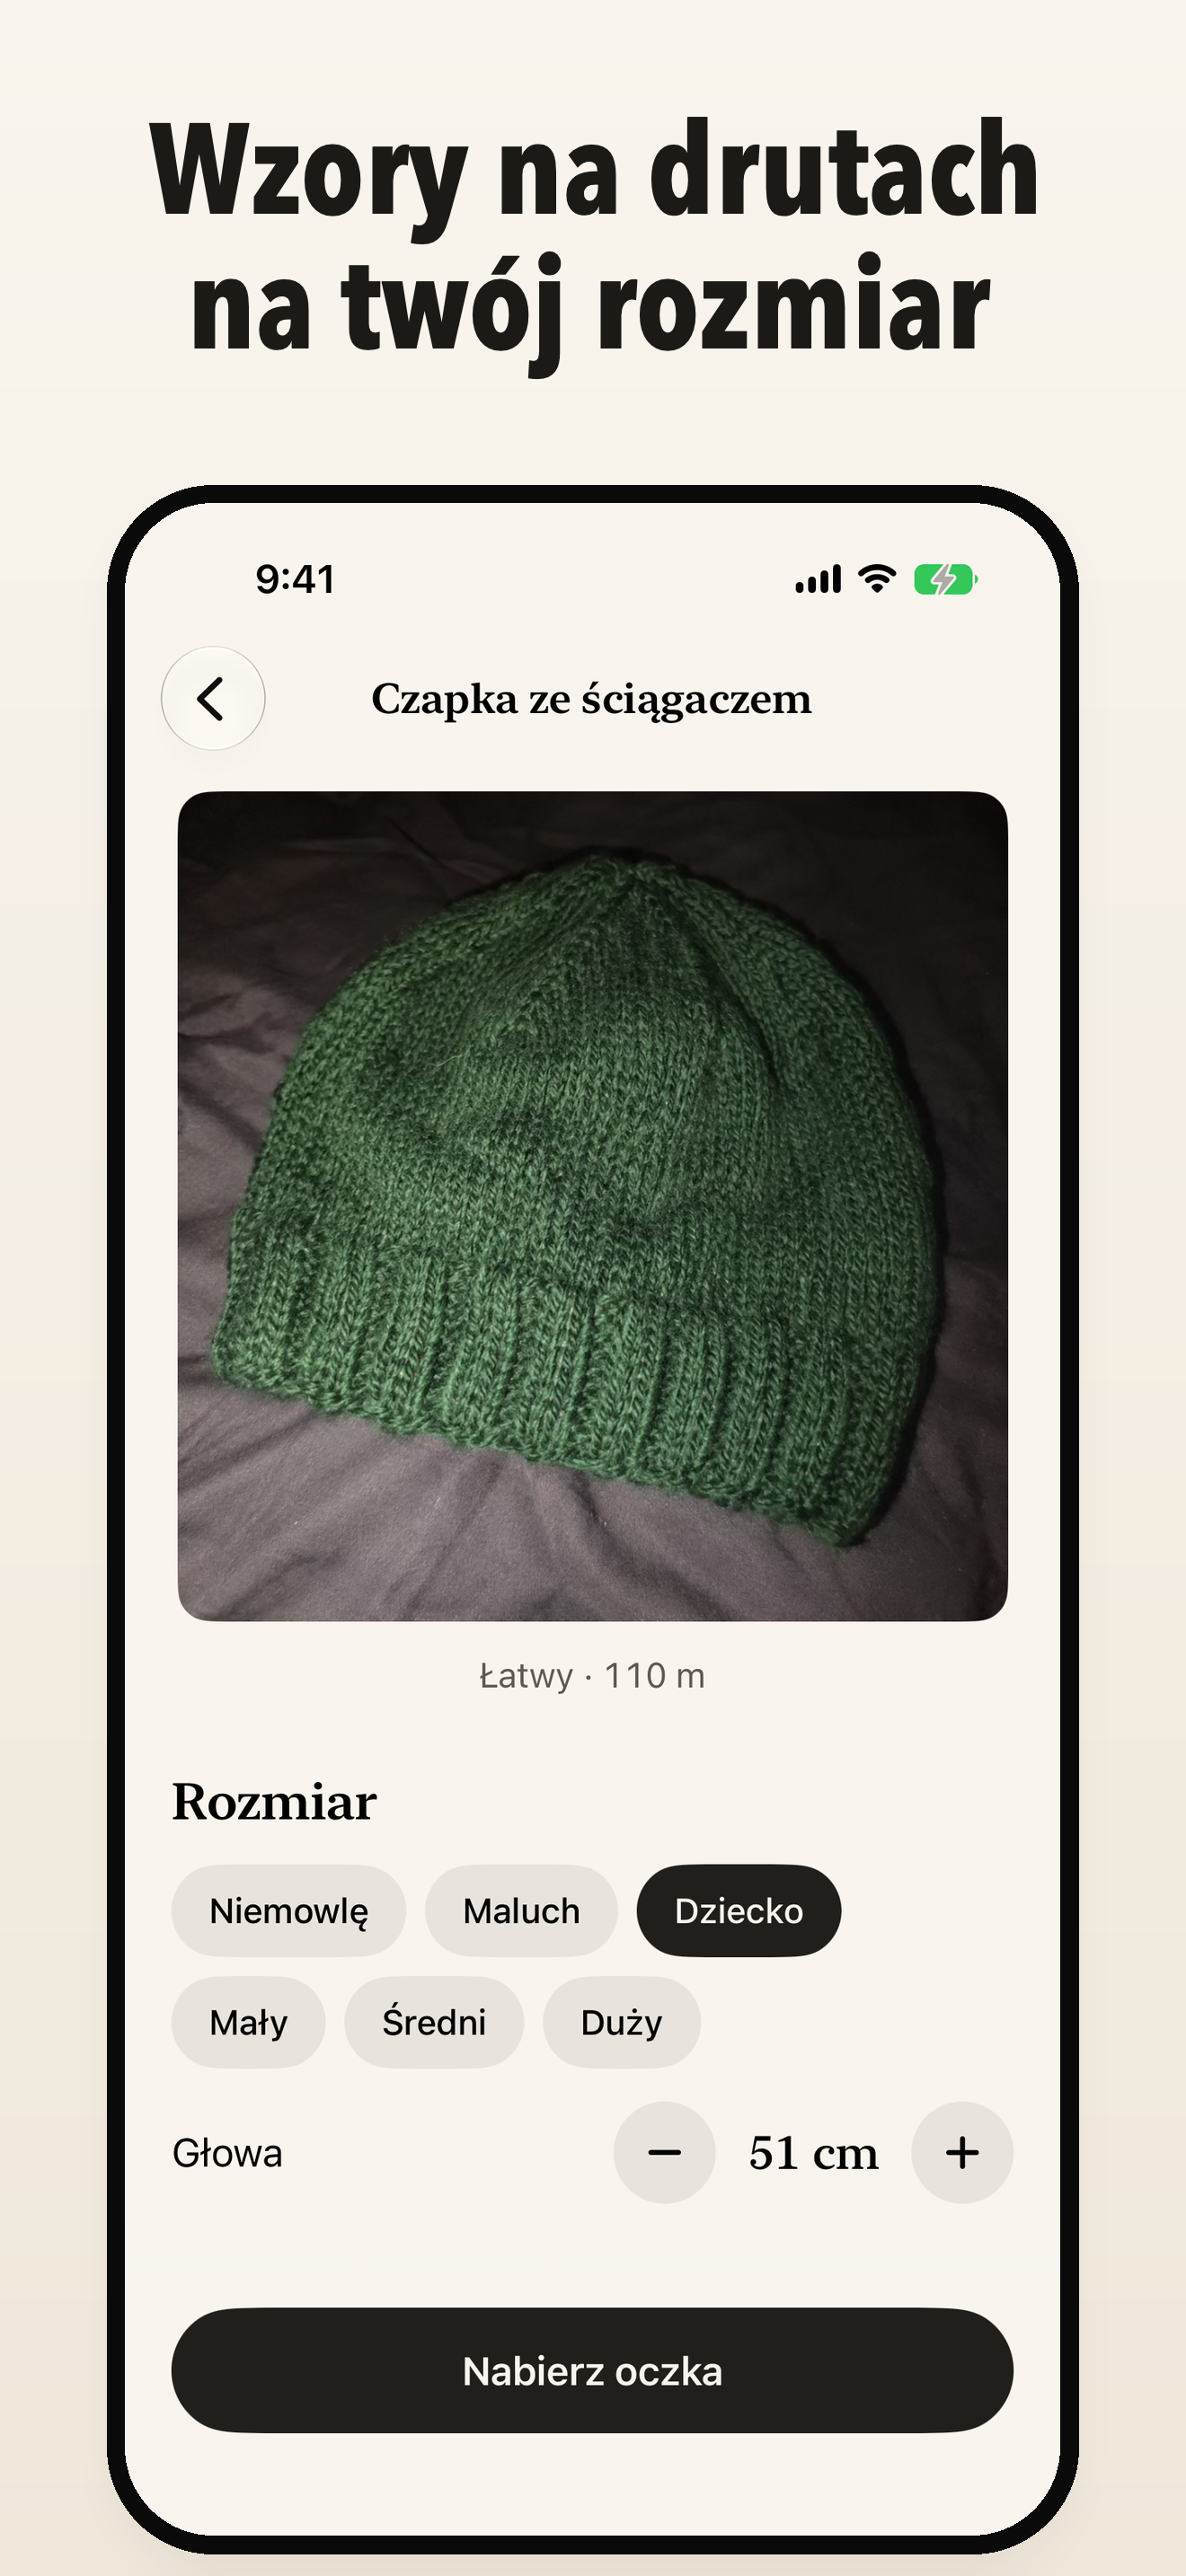 Wzory na drutach
na twój rozmiar
9:41
Czapka ze ściągaczem
Łatwy · 110 m
Rozmiar
Niemowlę Maluch Dziecko
Mały Średni Duży
Głowa − 51 cm +
Nabierz oczka